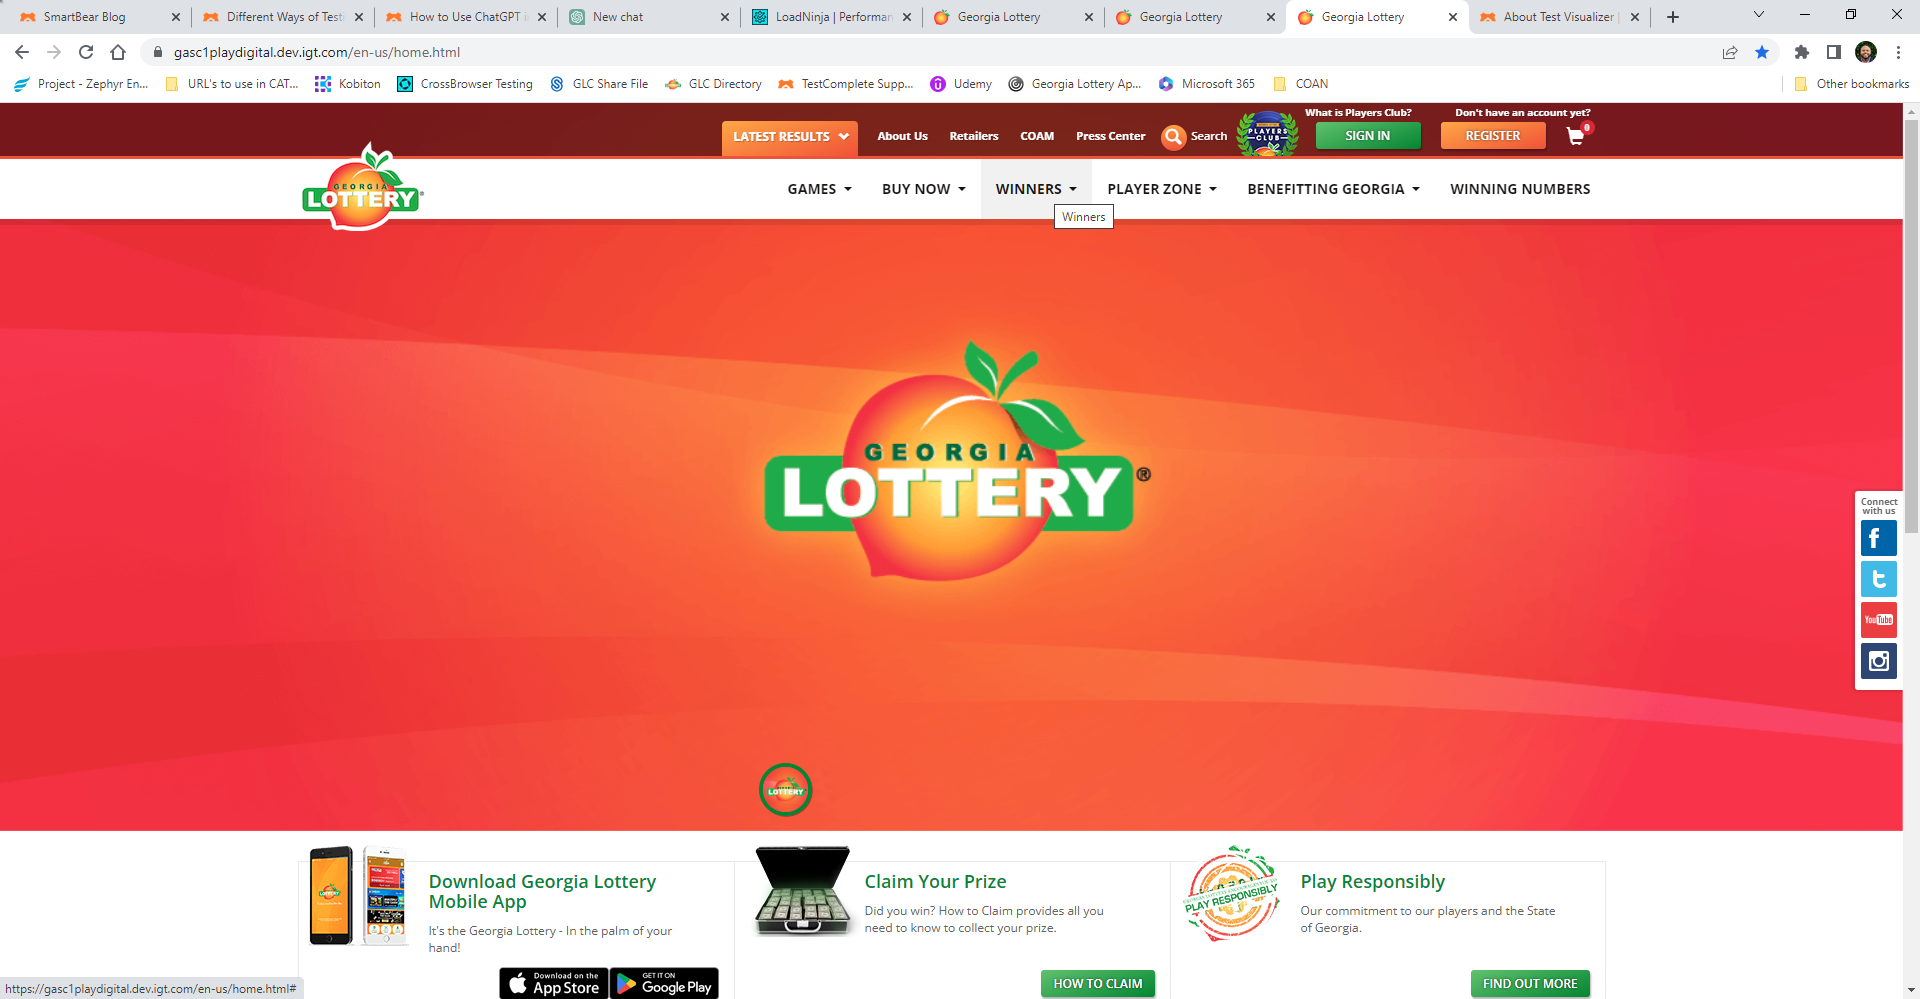 SmartBear Blog
Different Ways of Testi
How to Use ChatGPT i
New chat
LoadNinja | Performan
Georgia Lottery
Georgia Lottery
Georgia Lottery
About Test Visualizer |
gasc1playdigital.dev.igt.com/en-us/home.html
Project - Zephyr En...
URL's to use in CAT...
Kobiton
CrossBrowser Testing
GLC Share File
GLC Directory
TestComplete Supp...
Udemy
Georgia Lottery Ap...
Microsoft 365
COAN
Other bookmarks
What is Players Club?
Don't have an account yet?
LATEST RESULTS
About Us
Retailers
COAM
Press Center
Search
PLAYERS
CLUB
SIGN IN
REGISTER
0
GEORGIA
LOTTERY
GAMES
BUY NOW
WINNERS
PLAYER ZONE
BENEFITTING GEORGIA
WINNING NUMBERS
Winners
GEORGIA
LOTTERY®
Connect
with us
You Tube
LOTTERY
Download Georgia Lottery
Mobile App
It's the Georgia Lottery - In the palm of your
hand!
Download on the
App Store
GET IT ON
Google Play
Claim Your Prize
Did you win? How to Claim provides all you
need to know to collect your prize.
HOW TO CLAIM
PLAY RESPONSIBLY
Play Responsibly
Our commitment to our players and the State
of Georgia.
FIND OUT MORE
https://gasc1playdigital.dev.igt.com/en-us/home.html#